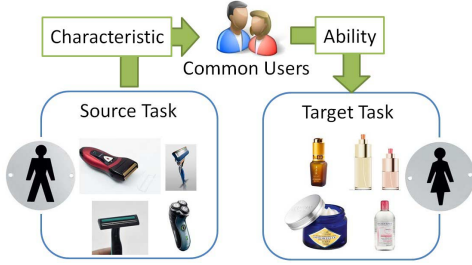 Characteristic
Ability
Common Users
Source Task
Target Task